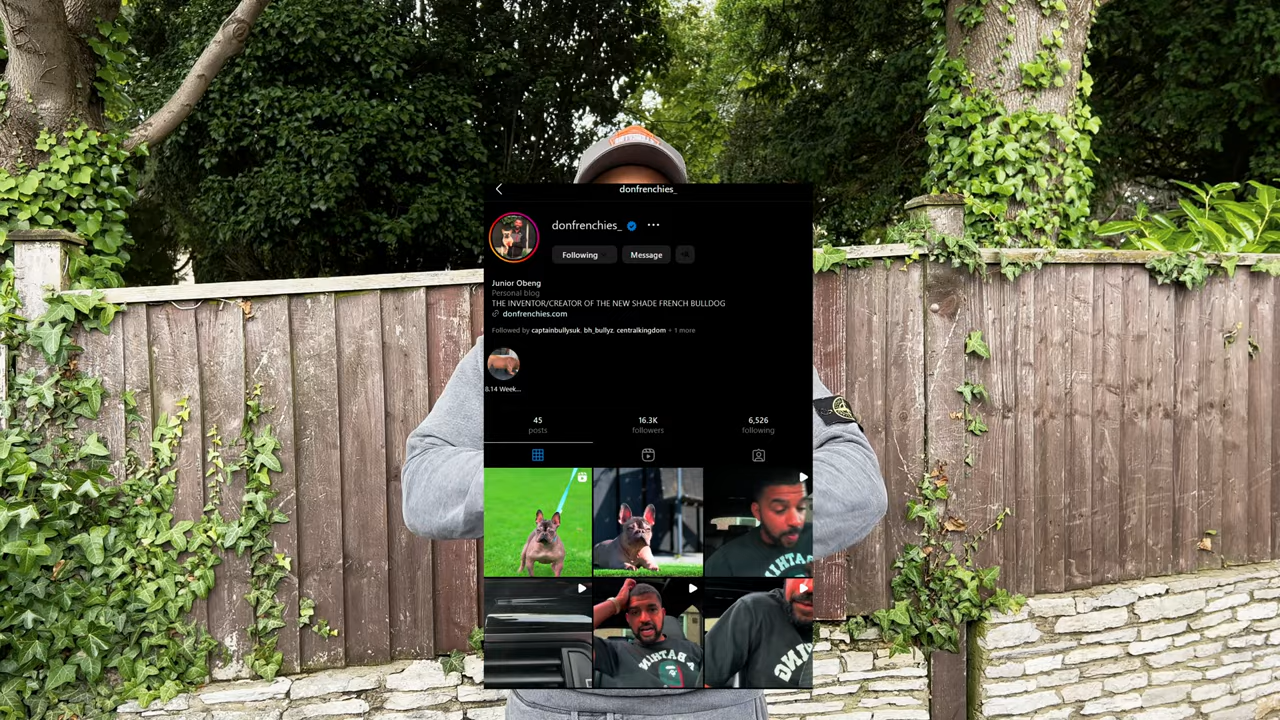 donfrenchies_
donfrenchies_
Following
Message
Junior Obeng
Personal blog
THE INVENTOR/CREATOR OF THE NEW SHADE FRENCH BULLDOG
donfrenchies.com
Followed by captainbullysuk, bh_bullyz, centralkingdom + 1 more
8.14 Week...
45
posts
16.3K
followers
6,526
following